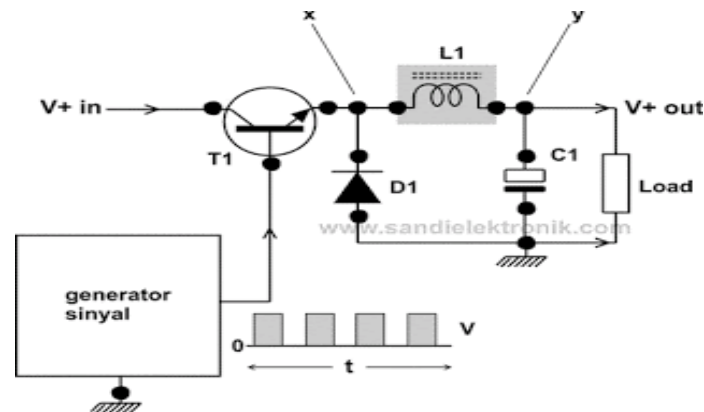 x
y
L1
V+ in
V+ out
T1
C1
D1
Load
www.sandielektronik.com
generator
sinyal
0
V
t